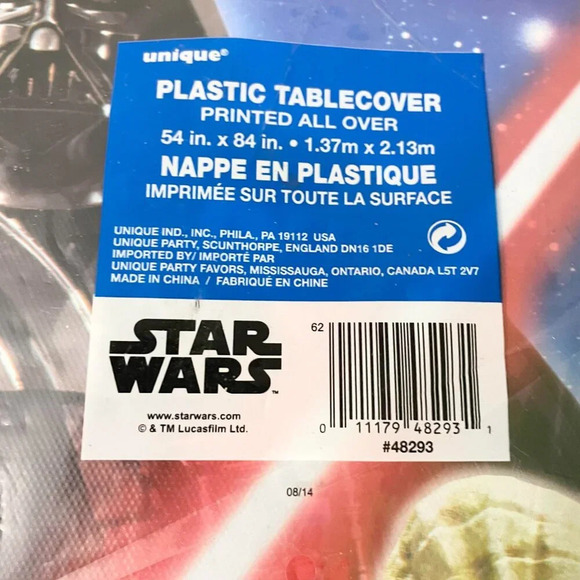 unique®
PLASTIC TABLECOVER
PRINTED ALL OVER
54 in. x 84 in. • 1.37m x 2.13m
NAPPE EN PLASTIQUE
IMPRIMÉE SUR TOUTE LA SURFACE
UNIQUE IND., INC., PHILA., PA 19112 USA
UNIQUE PARTY, SCUNTHORPE, ENGLAND DN16 1DE
IMPORTED BY/ IMPORTÉ PAR
UNIQUE PARTY FAVORS, MISSISSAUGA, ONTARIO, CANADA L5T 2V7
MADE IN CHINA / FABRIQUÉ EN CHINE
STAR
WARS™
www.starwars.com
© & TM Lucasfilm Ltd.
62
0 11179 48293 1
#48293
08/14